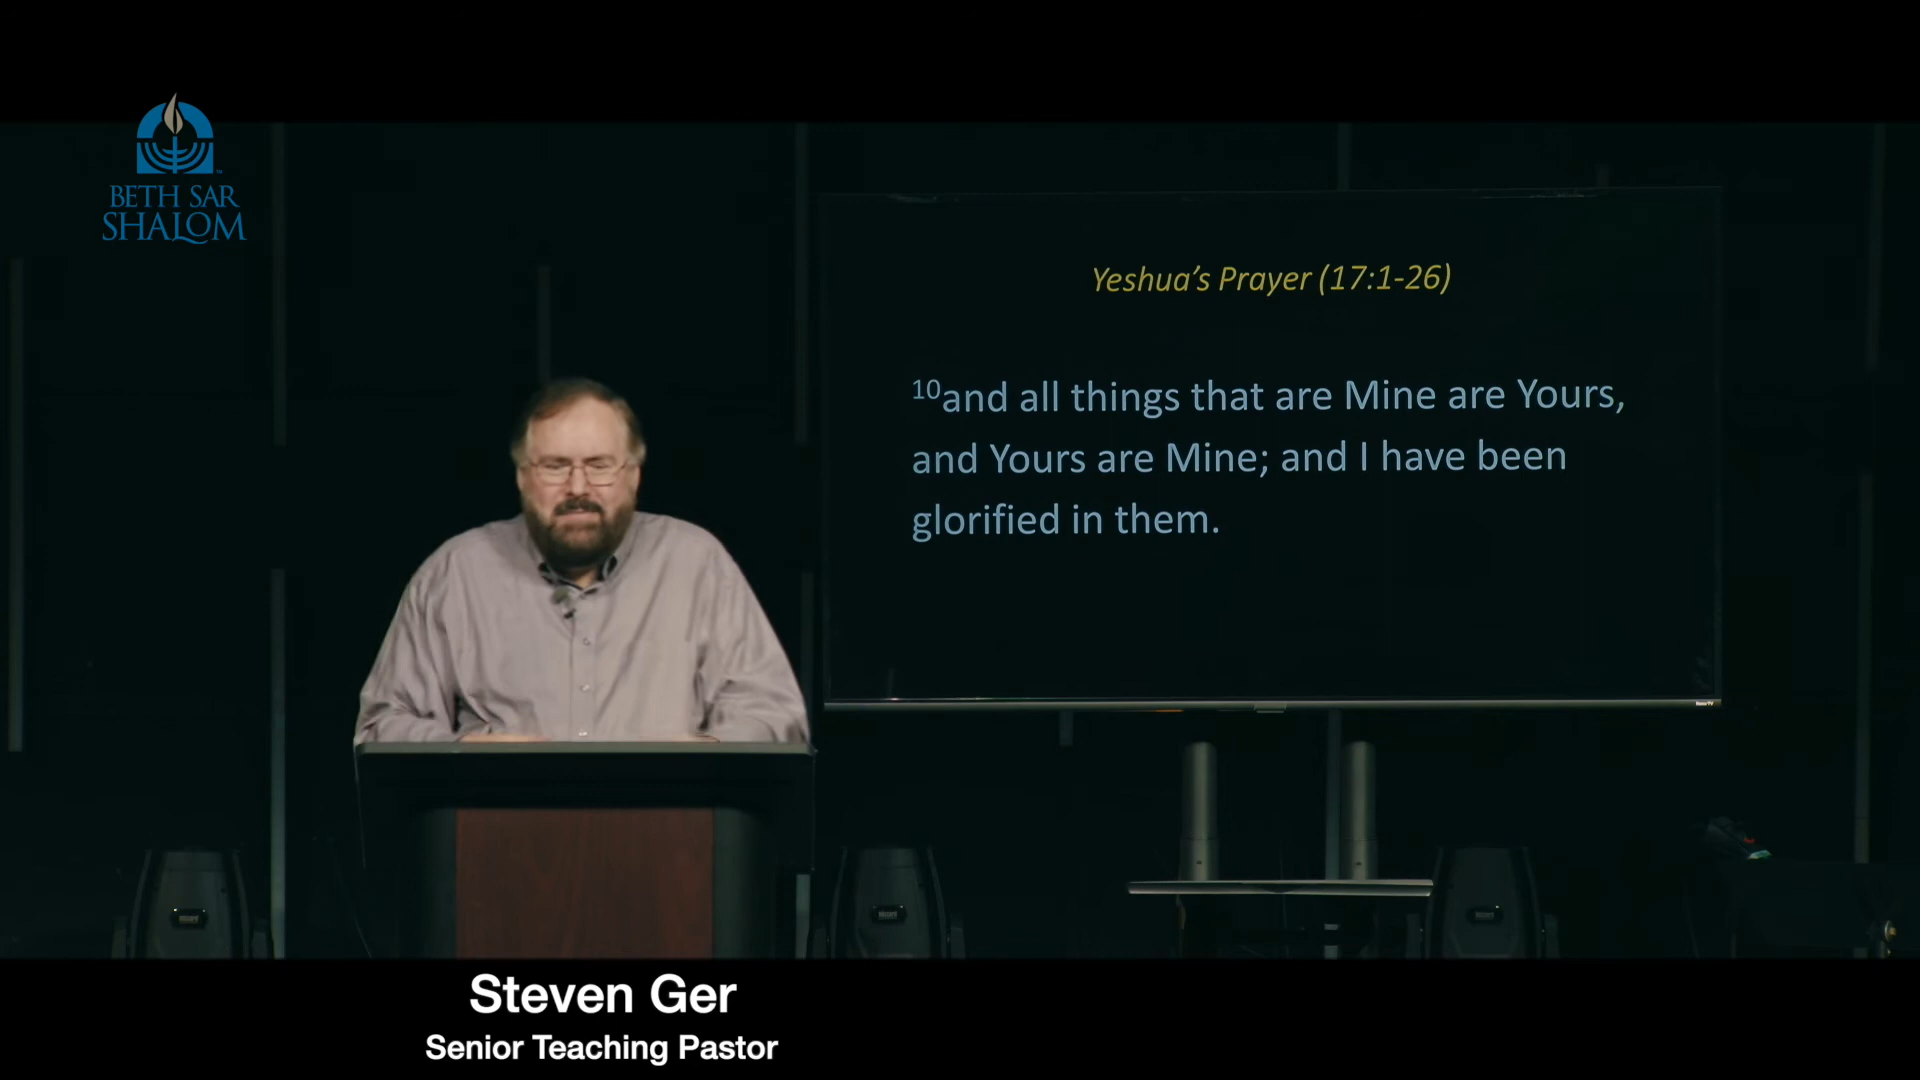 BETH SAR
SHALOM
Yeshua's Prayer (17:1-26)
10and all things that are Mine are Yours,
and Yours are Mine; and I have been
glorified in them.
Steven Ger
Senior Teaching Pastor